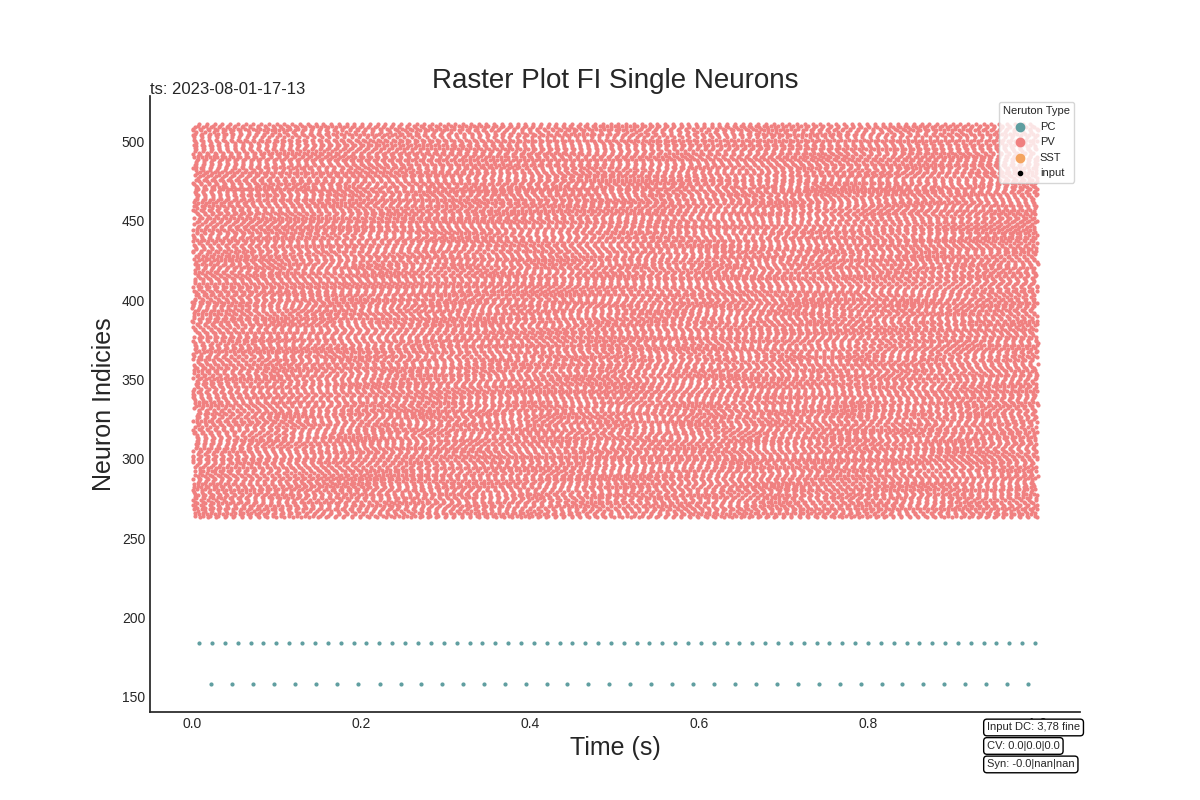 Raster Plot FI Single Neurons
ts: 2023-08-01-17-13
Neruton Type
PC
PV
SST
input
500
450
400
350
300
250
200
150
Neuron Indicies
0.0 0.2 0.4 0.6 0.8
Time (s)
Input DC: 3,78 fine
CV: 0.0|0.0|0.0
Syn: -0.0|nan|nan